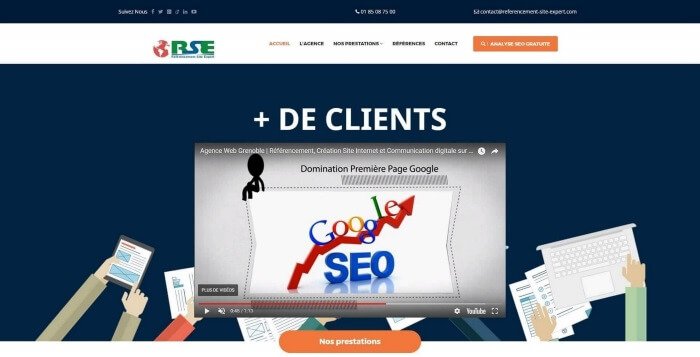 Suivez Nous
01 85 08 75 00
contact@referencement-site-expert.com
RSE
Référencement Site Expert
ACCUEIL L'AGENCE NOS PRESTATIONS RÉFÉRENCES CONTACT
ANALYSE SEO GRATUITE
+ DE CLIENTS
Agence Web Grenoble | Référencement, Création Site Internet et Communication digitale sur ...
Domination Première Page Google
Google
SEO
PLUS DE VIDÉOS
0:45 / 1:13
YouTube
Nos prestations